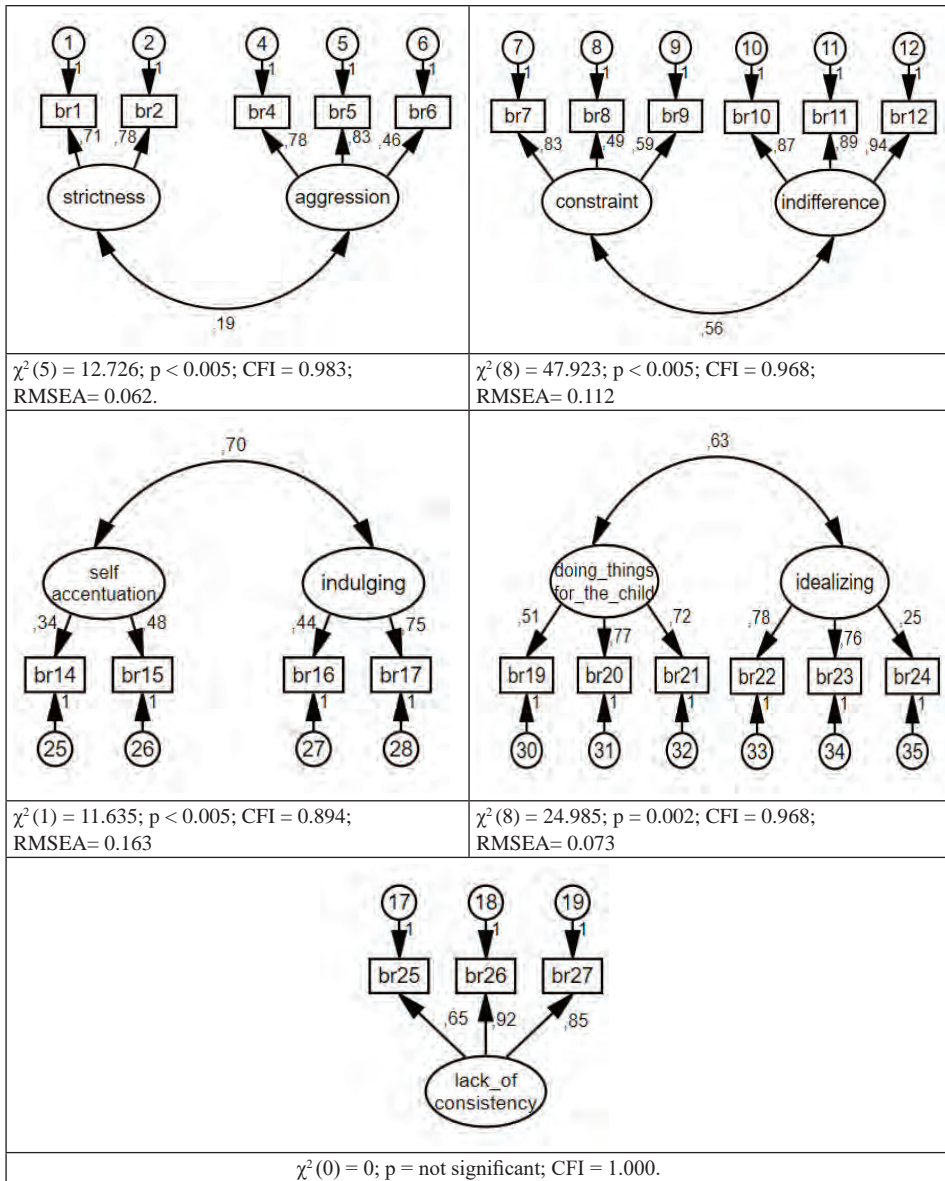 1 2 4 5 6
1 1 1 1 1
br1 br2 br4 br5 br6
,71 ,78 ,78 ,83 ,46
strictness aggression
,19
7 8 9 10 11 12
1 1 1 1 1 1
br7 br8 br9 br10 br11 br12
,83 ,49 ,59 ,87 ,89 ,94
constraint indifference
,56
χ²(5) = 12.726; p < 0.005; CFI = 0.983;
RMSEA= 0.062.
χ²(8) = 47.923; p < 0.005; CFI = 0.968;
RMSEA= 0.112
,70
self
accentuation
indulging
,34 ,48 ,44 ,75
br14 br15 br16 br17
1 1 1 1
25 26 27 28
,63
doing_things
for_the_child
idealizing
,51 ,77 ,72 ,78 ,76 ,25
br19 br20 br21 br22 br23 br24
1 1 1 1 1 1
30 31 32 33 34 35
χ²(1) = 11.635; p < 0.005; CFI = 0.894;
RMSEA= 0.163
χ²(8) = 24.985; p = 0.002; CFI = 0.968;
RMSEA= 0.073
17 18 19
1 1 1
br25 br26 br27
,65 ,92 ,85
lack_of
consistency
χ²(0) = 0; p = not significant; CFI = 1.000.